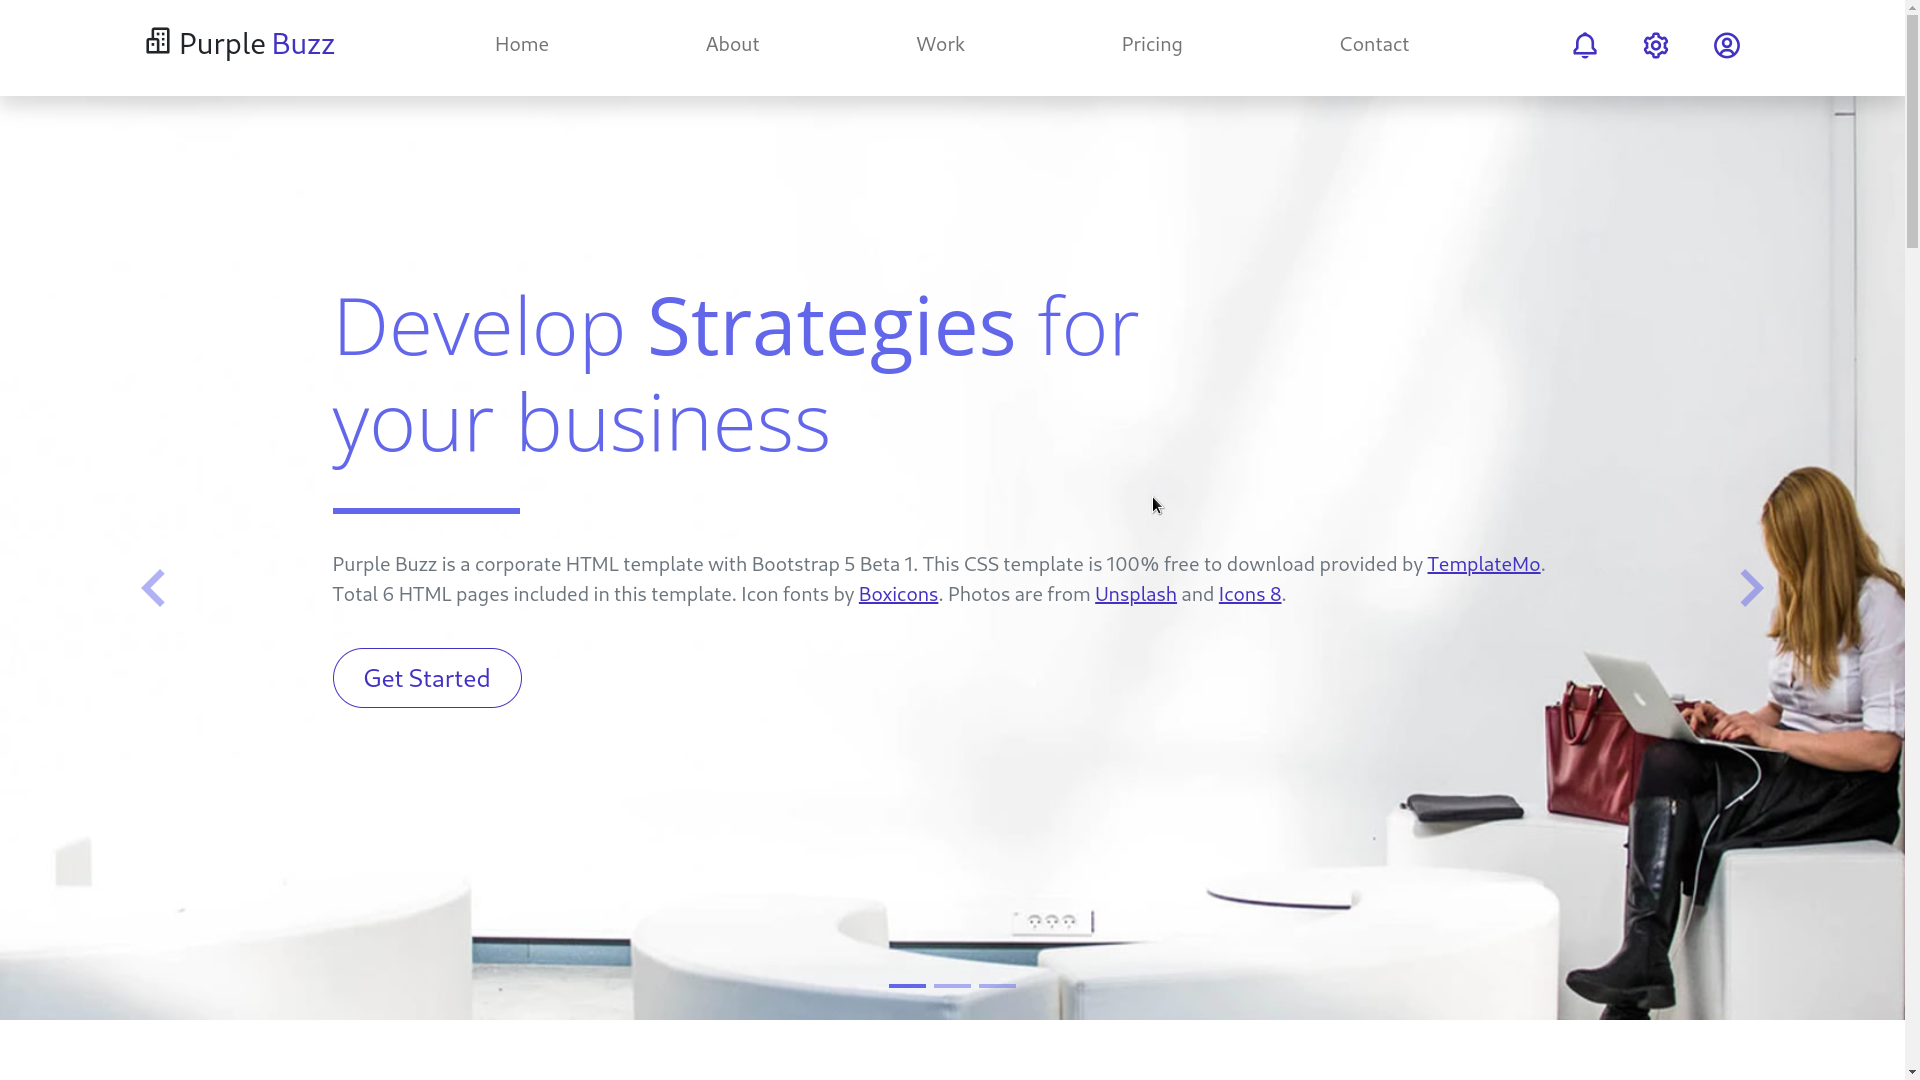 Purple Buzz
Home
About
Work
Pricing
Contact
Develop Strategies for
your business
Purple Buzz is a corporate HTML template with Bootstrap 5 Beta 1. This CSS template is 100% free to download provided by TemplateMo.
Total 6 HTML pages included in this template. Icon fonts by Boxicons. Photos are from Unsplash and Icons 8.
Get Started